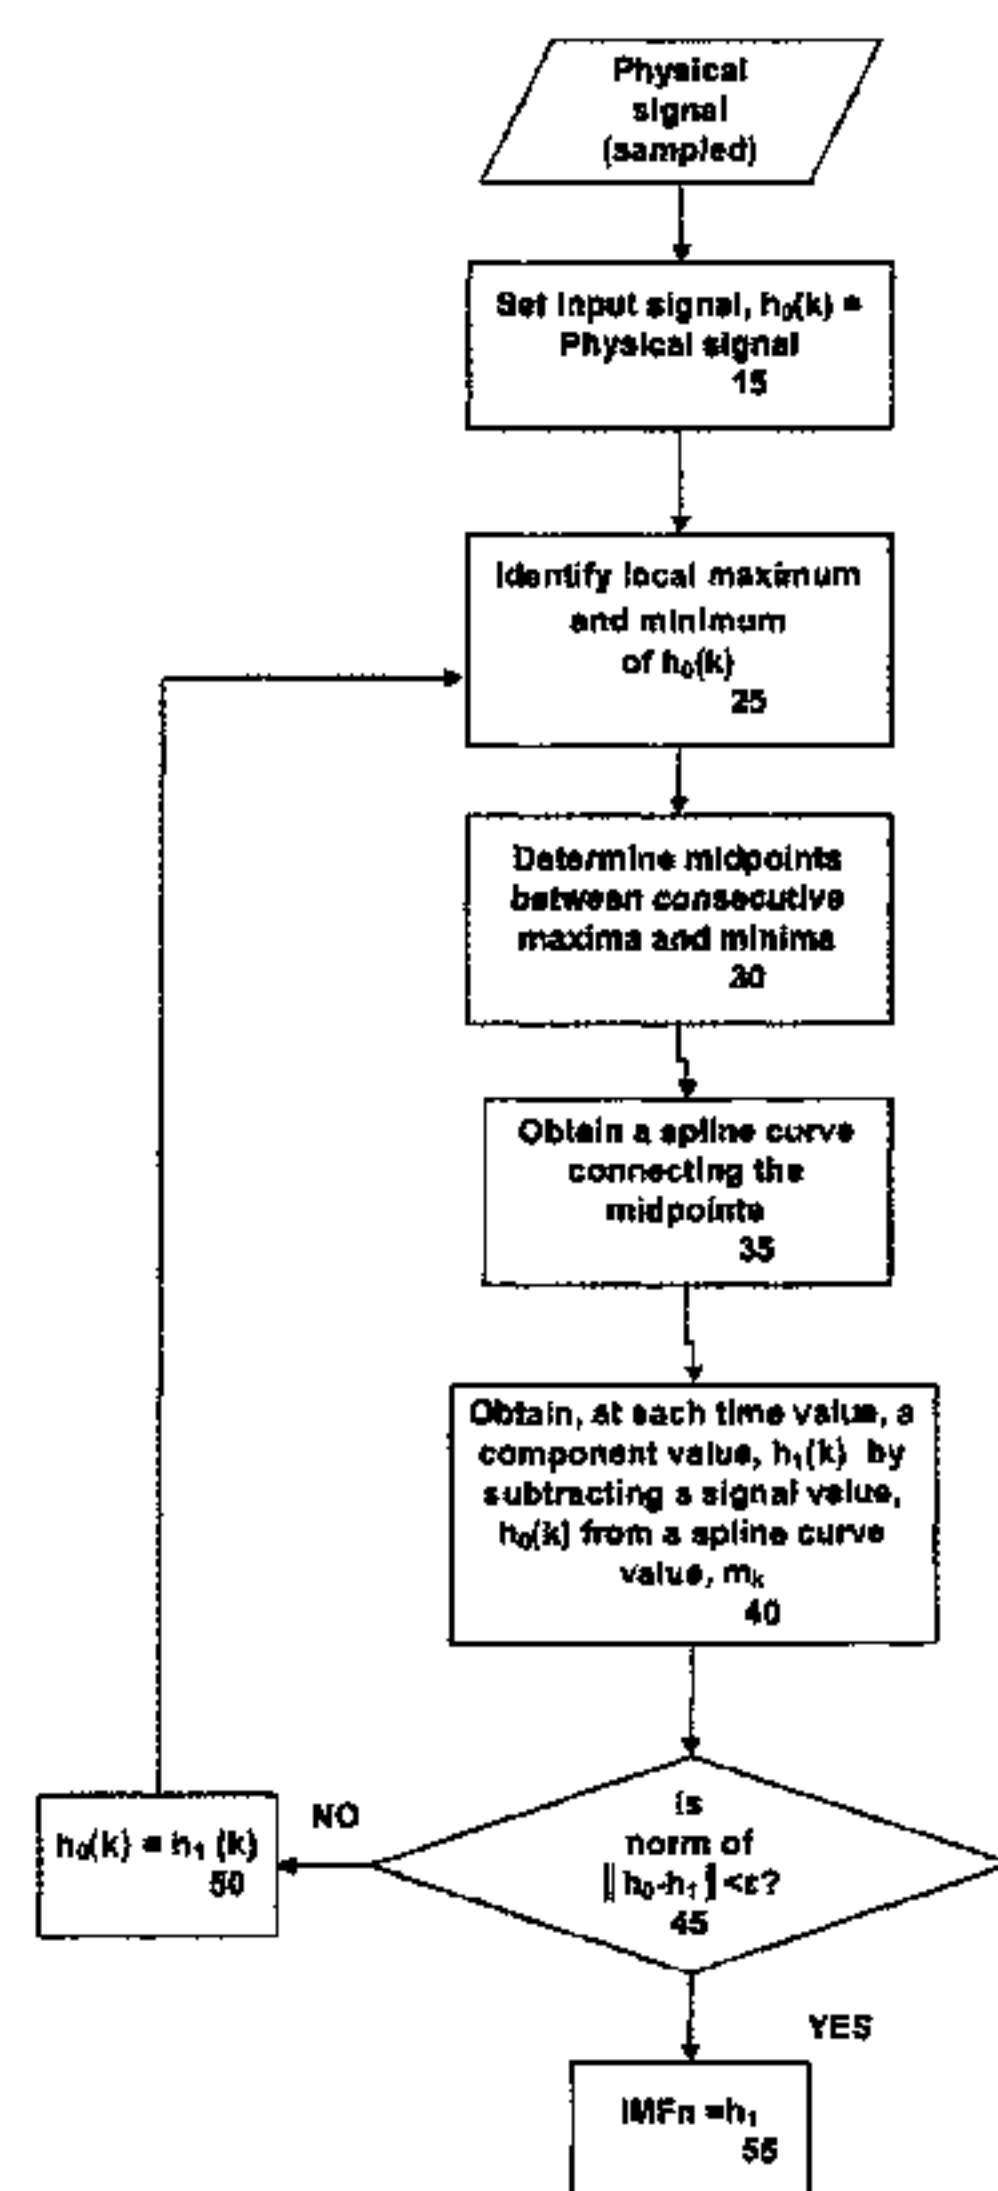 Physical
signal
(sampled)
Set Input signal, h₀(k) =
Physical signal
15
Identify local maximum
and minimum
of h₀(k)
25
Determine midpoints
between consecutive
maxima and minima
30
Obtain a spline curve
connecting the
midpoints
35
Obtain, at each time value, a
component value, h₁(k) by
subtracting a signal value,
h₀(k) from a spline curve
value, mₖ
40
Is
norm of
‖h₀-h₁‖<ε?
45
NO
h₀(k) = h₁ (k)
50
YES
IMFn =h₁
55